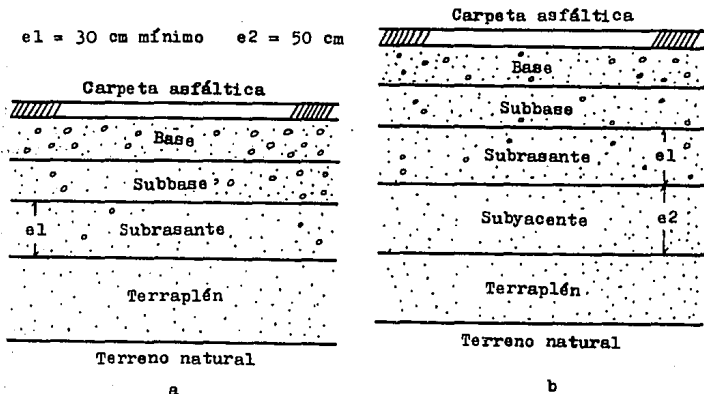 e1 = 30 cm mínimo e2 = 50 cm
Carpeta asfáltica
Base
Subbase
e1
Subrasante
Terraplén
Terreno natural
a
Carpeta asfáltica
Base
Subbase
Subrasante
e1
Subyacente
e2
Terraplén
Terreno natural
b